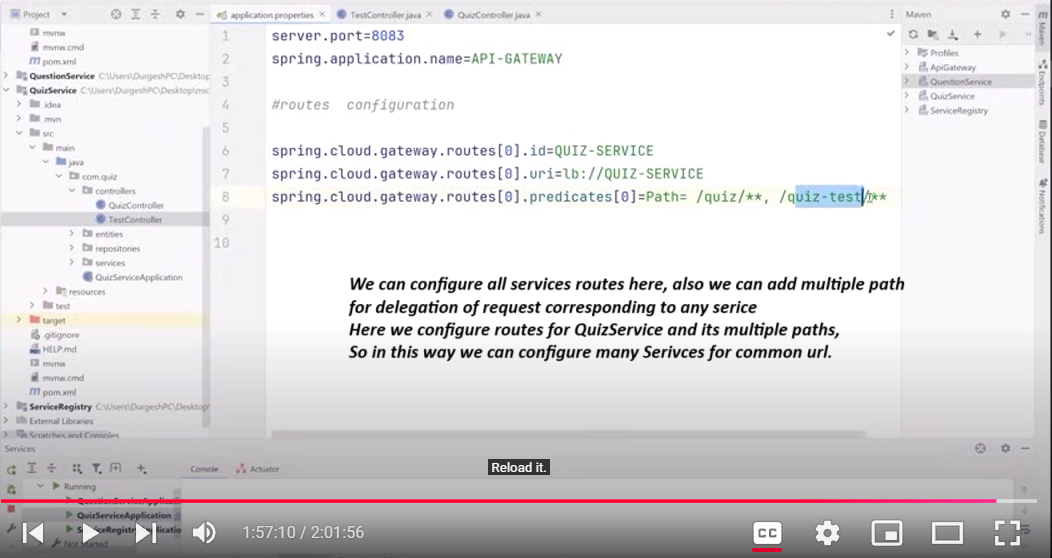 Project
application.properties
TestController.java
QuizController.java
Maven
mvnw
mvnw.cmd
pom.xml
QuestionService C:\Users\DurgeshPC\Desktop
QuizService C:\Users\DurgeshPC\Desktop\mic
.idea
.mvn
src
main
java
com.quiz
controllers
QuizController
TestController
entities
repositories
services
QuizServiceApplication
resources
test
target
.gitignore
HELP.md
mvnw
mvnw.cmd
pom.xml
ServiceRegistry C:\Users\DurgeshPC\Desktop\
External Libraries
Scratches and Consoles
1 server.port=8083
2 spring.application.name=API-GATEWAY
3
4 #routes configuration
5
6 spring.cloud.gateway.routes[0].id=QUIZ-SERVICE
7 spring.cloud.gateway.routes[0].uri=lb://QUIZ-SERVICE
8 spring.cloud.gateway.routes[0].predicates[0]=Path= /quiz/**, /quiz-test/**
9
10
We can configure all services routes here, also we can add multiple path
for delegation of request corresponding to any serice
Here we configure routes for QuizService and its multiple paths,
So in this way we can configure many Serivces for common url.
Profiles
ApiGateway
QuestionService
QuizService
ServiceRegistry
Maven
Endpoints
Database
Notifications
Services
Console
Actuator
Running
QuestionServiceApplicati
QuizServiceApplication
ServiceRegistryApplicatio
Not Started
Reload it.
1:57:10 / 2:01:56
CC